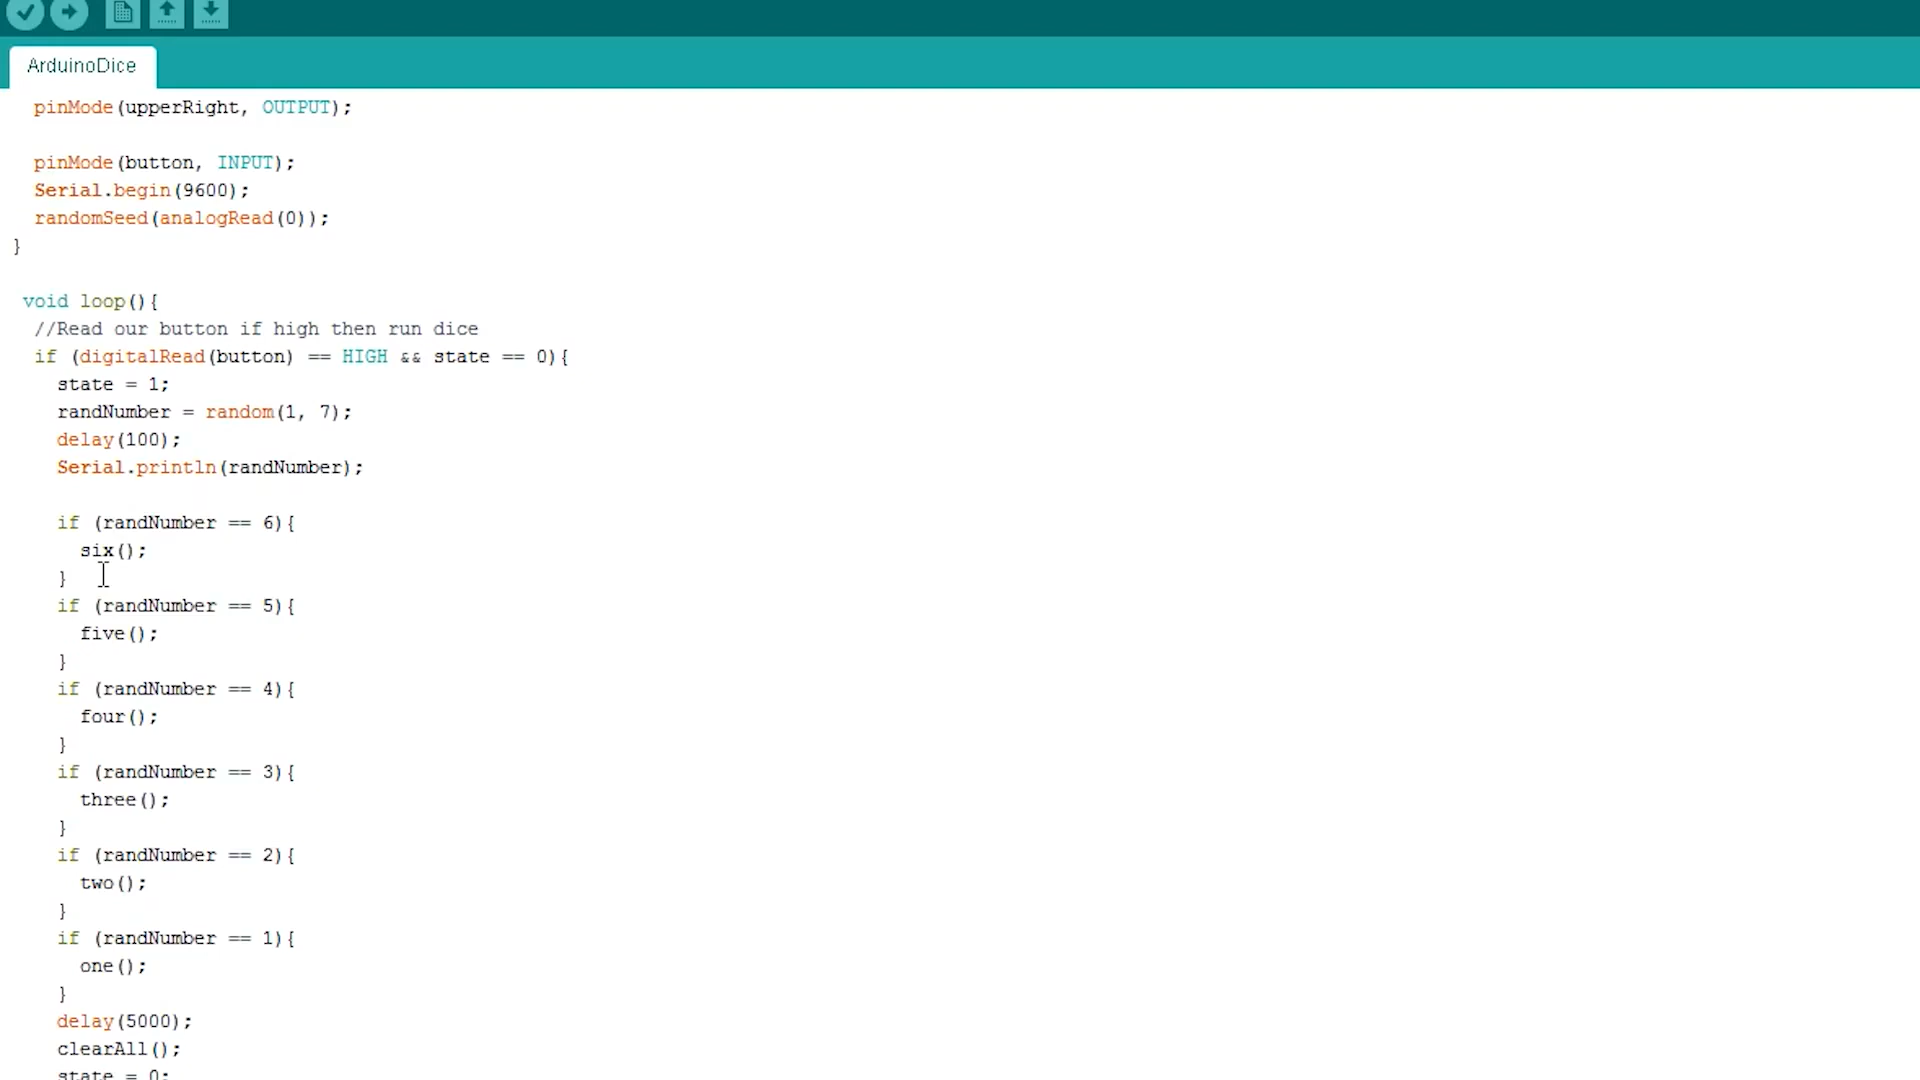 ArduinoDice
pinMode(upperRight, OUTPUT);
pinMode(button, INPUT);
Serial.begin(9600);
randomSeed(analogRead(0));
}
void loop(){
//Read our button if high then run dice
if (digitalRead(button) == HIGH && state == 0){
state = 1;
randNumber = random(1, 7);
delay(100);
Serial.println(randNumber);
if (randNumber == 6){
six();
}
if (randNumber == 5){
five();
}
if (randNumber == 4){
four();
}
if (randNumber == 3){
three();
}
if (randNumber == 2){
two();
}
if (randNumber == 1){
one();
}
delay(5000);
clearAll();
state = 0;